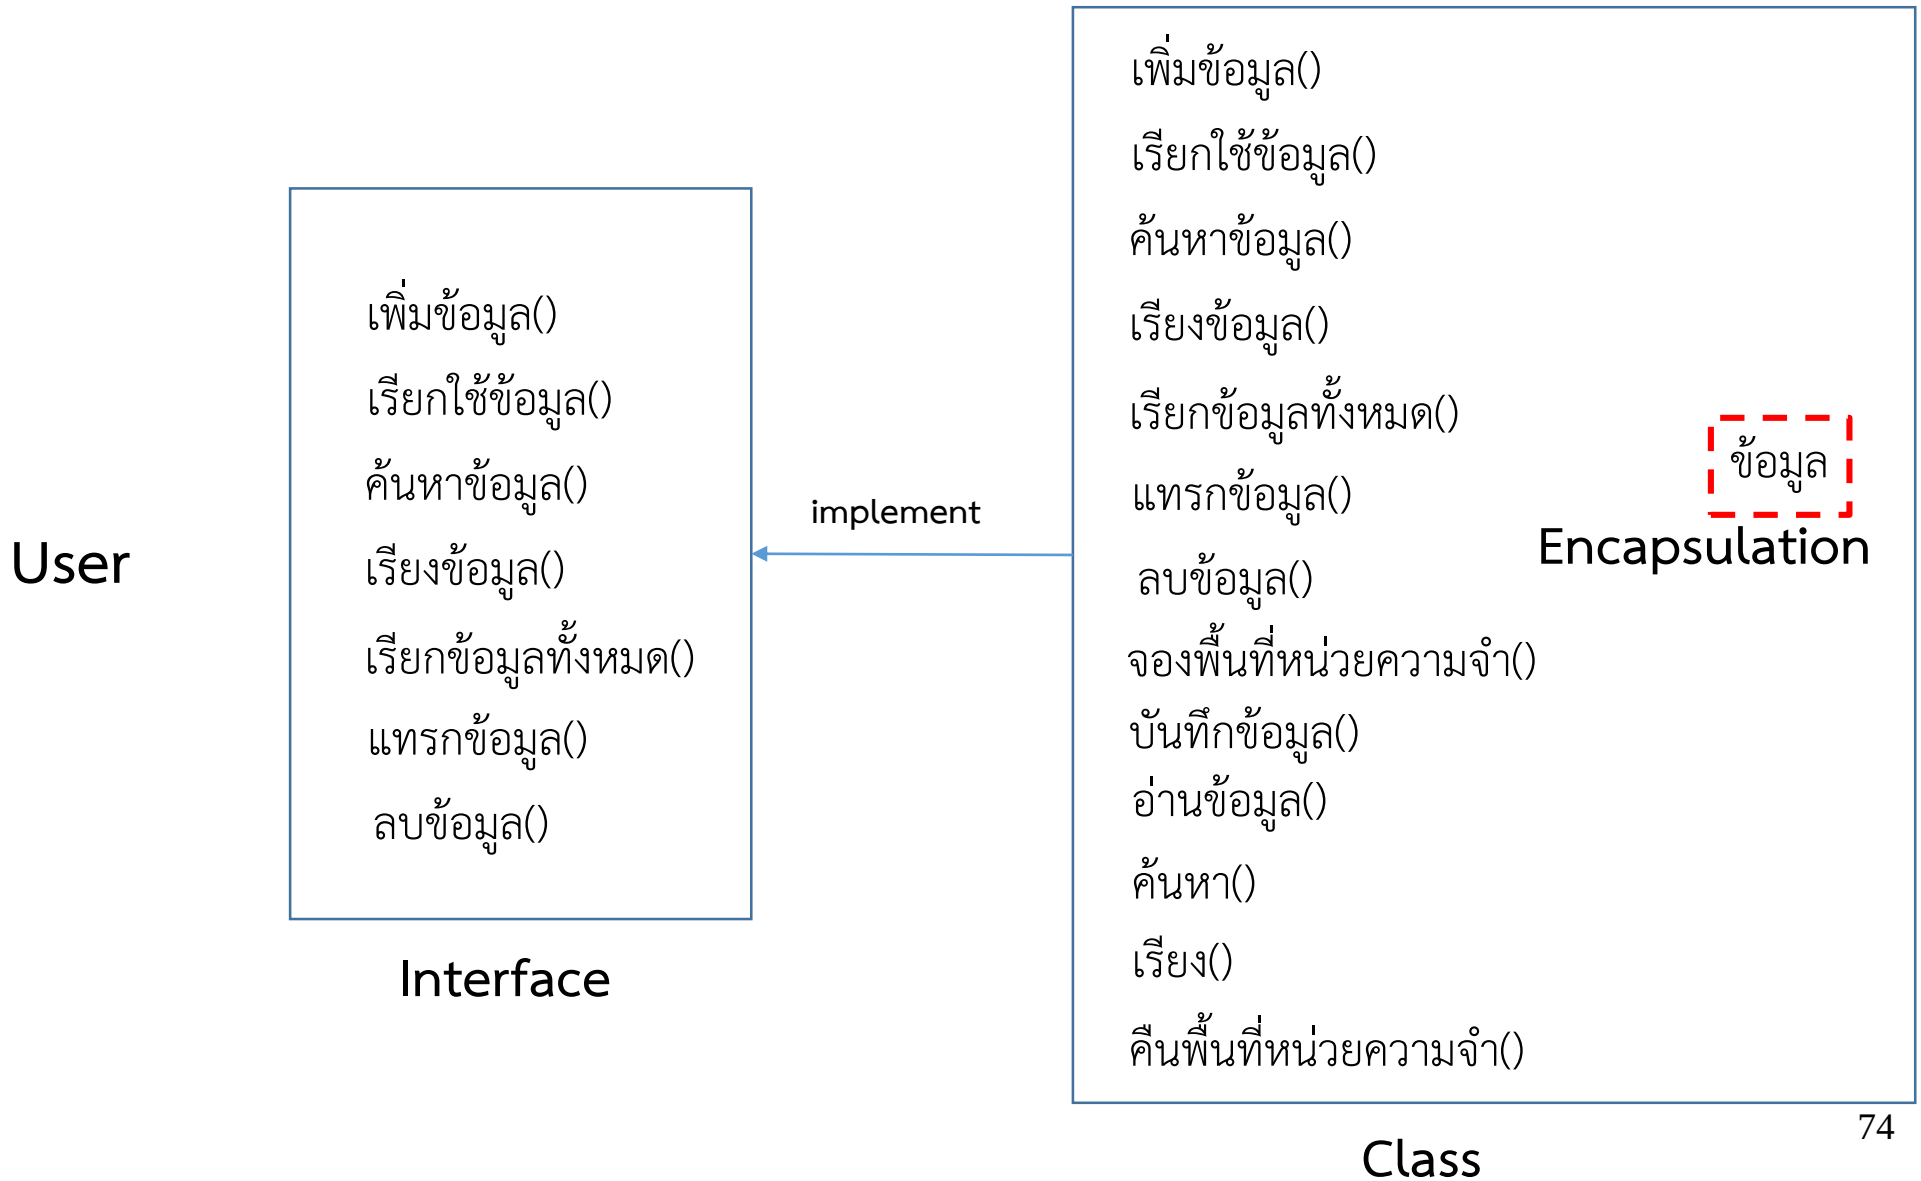 User
เพิ่มข้อมูล()
เรียกใช้ข้อมูล()
ค้นหาข้อมูล()
เรียงข้อมูล()
เรียกข้อมูลทั้งหมด()
แทรกข้อมูล()
ลบข้อมูล()
Interface
implement
เพิ่มข้อมูล()
เรียกใช้ข้อมูล()
ค้นหาข้อมูล()
เรียงข้อมูล()
เรียกข้อมูลทั้งหมด()
แทรกข้อมูล()
ลบข้อมูล()
จองพื้นที่หน่วยความจำ()
บันทึกข้อมูล()
อ่านข้อมูล()
ค้นหา()
เรียง()
คืนพื้นที่หน่วยความจำ()
ข้อมูล
Encapsulation
Class
74